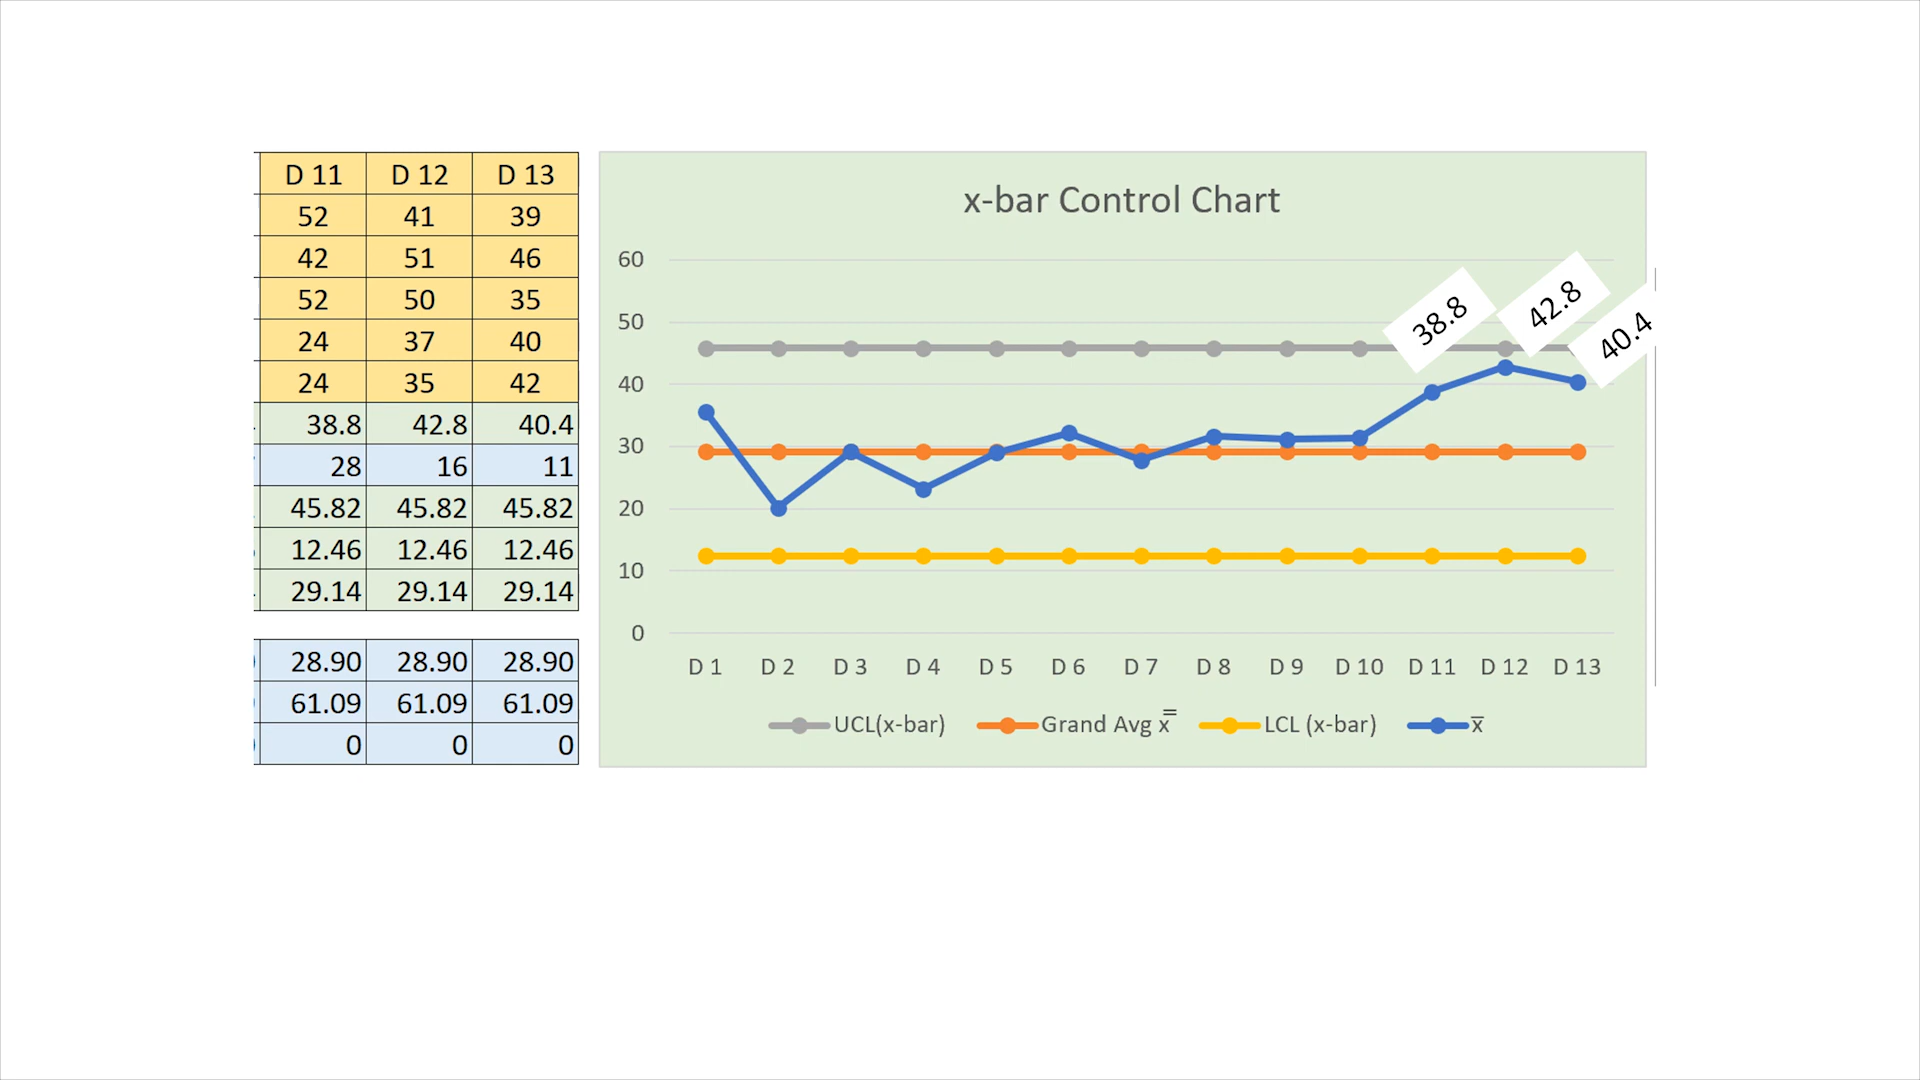 D 11 D 12 D 13
52 41 39
42 51 46
52 50 35
24 37 40
24 35 42
38.8 42.8 40.4
28 16 11
45.82 45.82 45.82
12.46 12.46 12.46
29.14 29.14 29.14
28.90 28.90 28.90
61.09 61.09 61.09
0 0 0
x-bar Control Chart
60
50
40
30
20
10
0
38.8
42.8
40.4
D 1 D 2 D 3 D 4 D 5 D 6 D 7 D 8 D 9 D 10 D 11 D 12 D 13
UCL(x-bar) Grand Avg x̿ LCL (x-bar) x̅